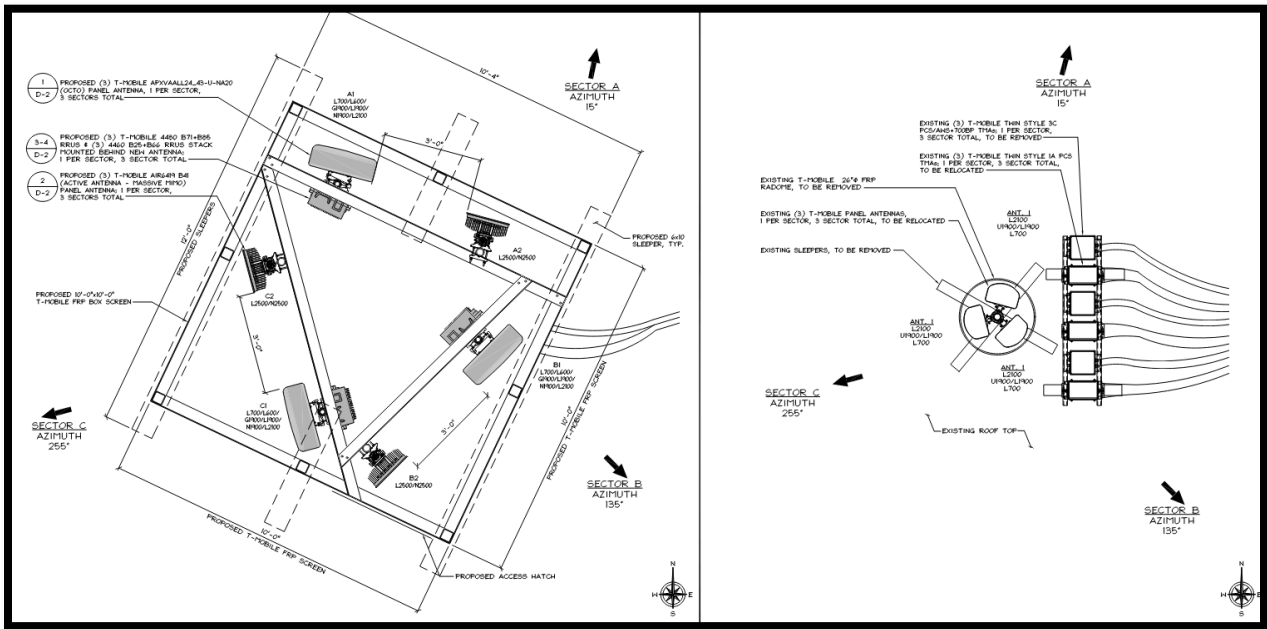 1
D-2
PROPOSED (3) T-MOBILE APXVAALL24_43-U-NA20
(OCTO) PANEL ANTENNA, 1 PER SECTOR,
3 SECTORS TOTAL
3-4
D-2
PROPOSED (3) T-MOBILE 4480 B71+B85
RRUS & (3) 4460 B25+B66 RRUS STACK
MOUNTED BEHIND NEW ANTENNA;
1 PER SECTOR, 3 SECTOR TOTAL
2
D-2
PROPOSED (3) T-MOBILE AIR6419 B41
(ACTIVE ANTENNA - MASSIVE MIMO)
PANEL ANTENNA; 1 PER SECTOR,
3 SECTORS TOTAL
A1
L700/L600/
G1900/L1900/
N1900/L2100
10'-4"
SECTOR A
AZIMUTH
15°
3'-0"
12'-0"
PROPOSED SLEEPERS
A2
L2500/N2500
PROPOSED 6x10
SLEEPER, TYP.
C2
L2500/N2500
PROPOSED 10'-0"x10'-0"
T-MOBILE FRP BOX SCREEN
3'-0"
B1
L700/L600/
G1900/L1900/
N1900/L2100
C1
L700/L600/
G1900/L1900/
N1900/L2100
3'-0"
10'-0"
PROPOSED T-MOBILE FRP SCREEN
SECTOR C
AZIMUTH
255°
B2
L2500/N2500
SECTOR B
AZIMUTH
135°
10'-0"
PROPOSED T-MOBILE FRP SCREEN
PROPOSED ACCESS HATCH
N
W
E
S
SECTOR A
AZIMUTH
15°
EXISTING (3) T-MOBILE THIN STYLE 3C
PCS/AWS+700BP TMAs; 1 PER SECTOR,
3 SECTOR TOTAL, TO BE REMOVED
EXISTING (3) T-MOBILE THIN STYLE 1A PCS
TMAs; 1 PER SECTOR, 3 SECTOR TOTAL,
TO BE RELOCATED
EXISTING T-MOBILE 26"Φ FRP
RADOME, TO BE REMOVED
EXISTING (3) T-MOBILE PANEL ANTENNAS,
1 PER SECTOR, 3 SECTOR TOTAL, TO BE RELOCATED
EXISTING SLEEPERS, TO BE REMOVED
ANT. 1
L2100
U1900/L1900
L700
ANT. 1
L2100
U1900/L1900
L700
ANT. 1
L2100
U1900/L1900
L700
SECTOR C
AZIMUTH
255°
EXISTING ROOF TOP
SECTOR B
AZIMUTH
135°
N
W
E
S